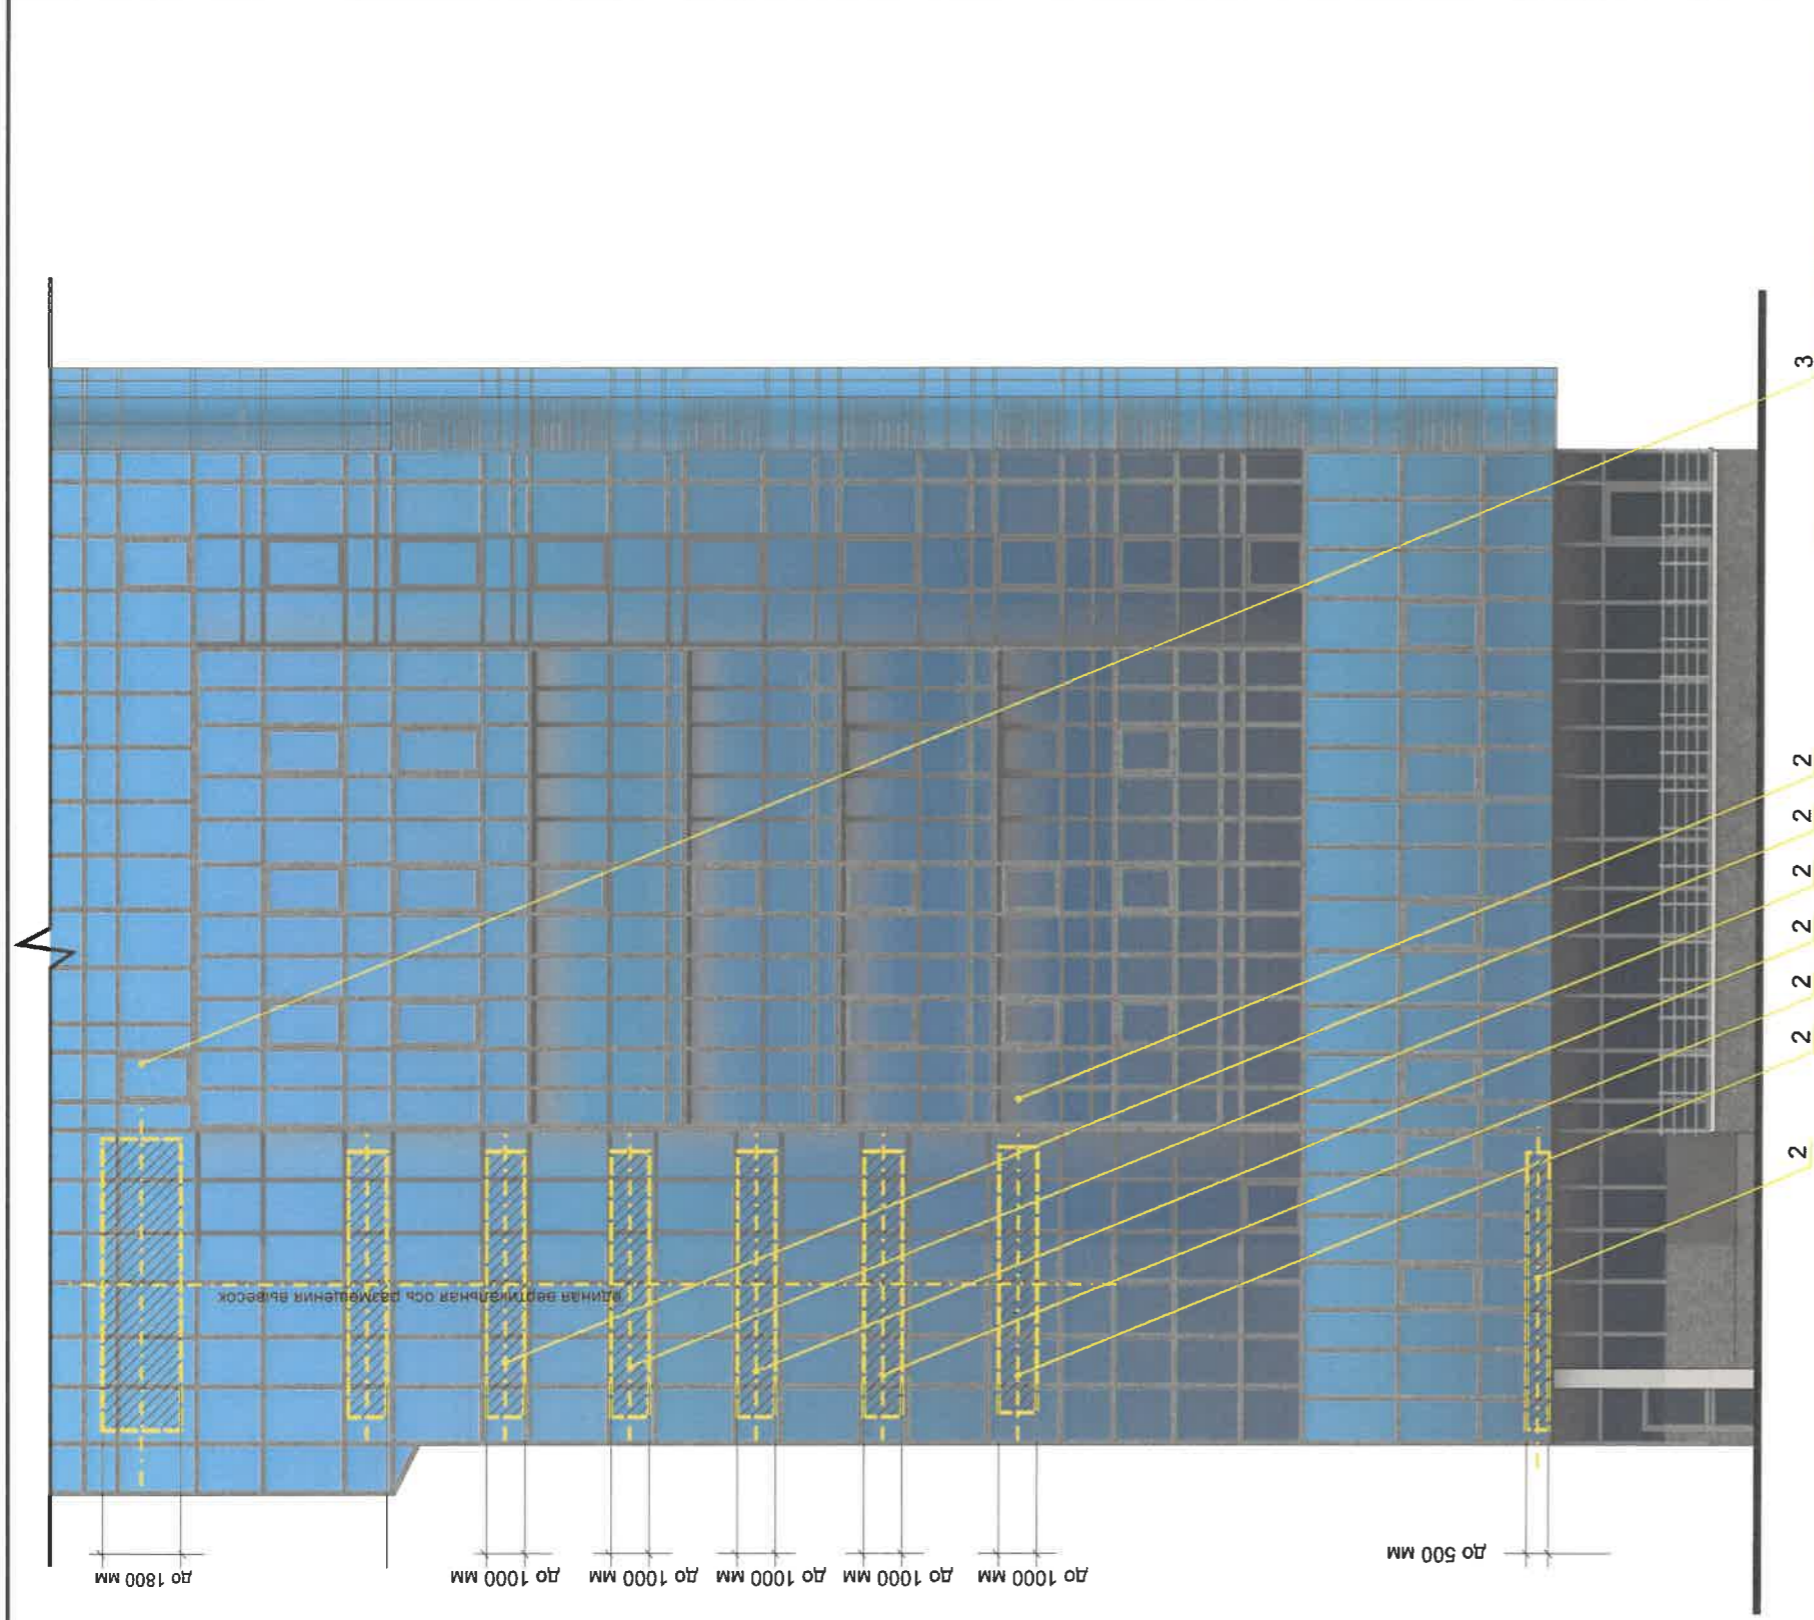 3
2
2
2
2
2
2
2
единая вертикальная ось размещения вывесок
до 1800 мм
до 1000 мм
до 1000 мм
до 1000 мм
до 1000 мм
до 1000 мм
до 500 мм